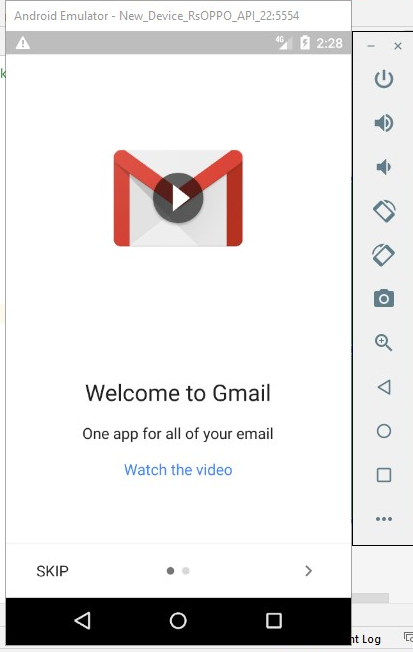 Android Emulator - New_Device_RsOPPO_API_22:5554
4G
2:28
k
Welcome to Gmail
One app for all of your email
Watch the video
SKIP
nt Log